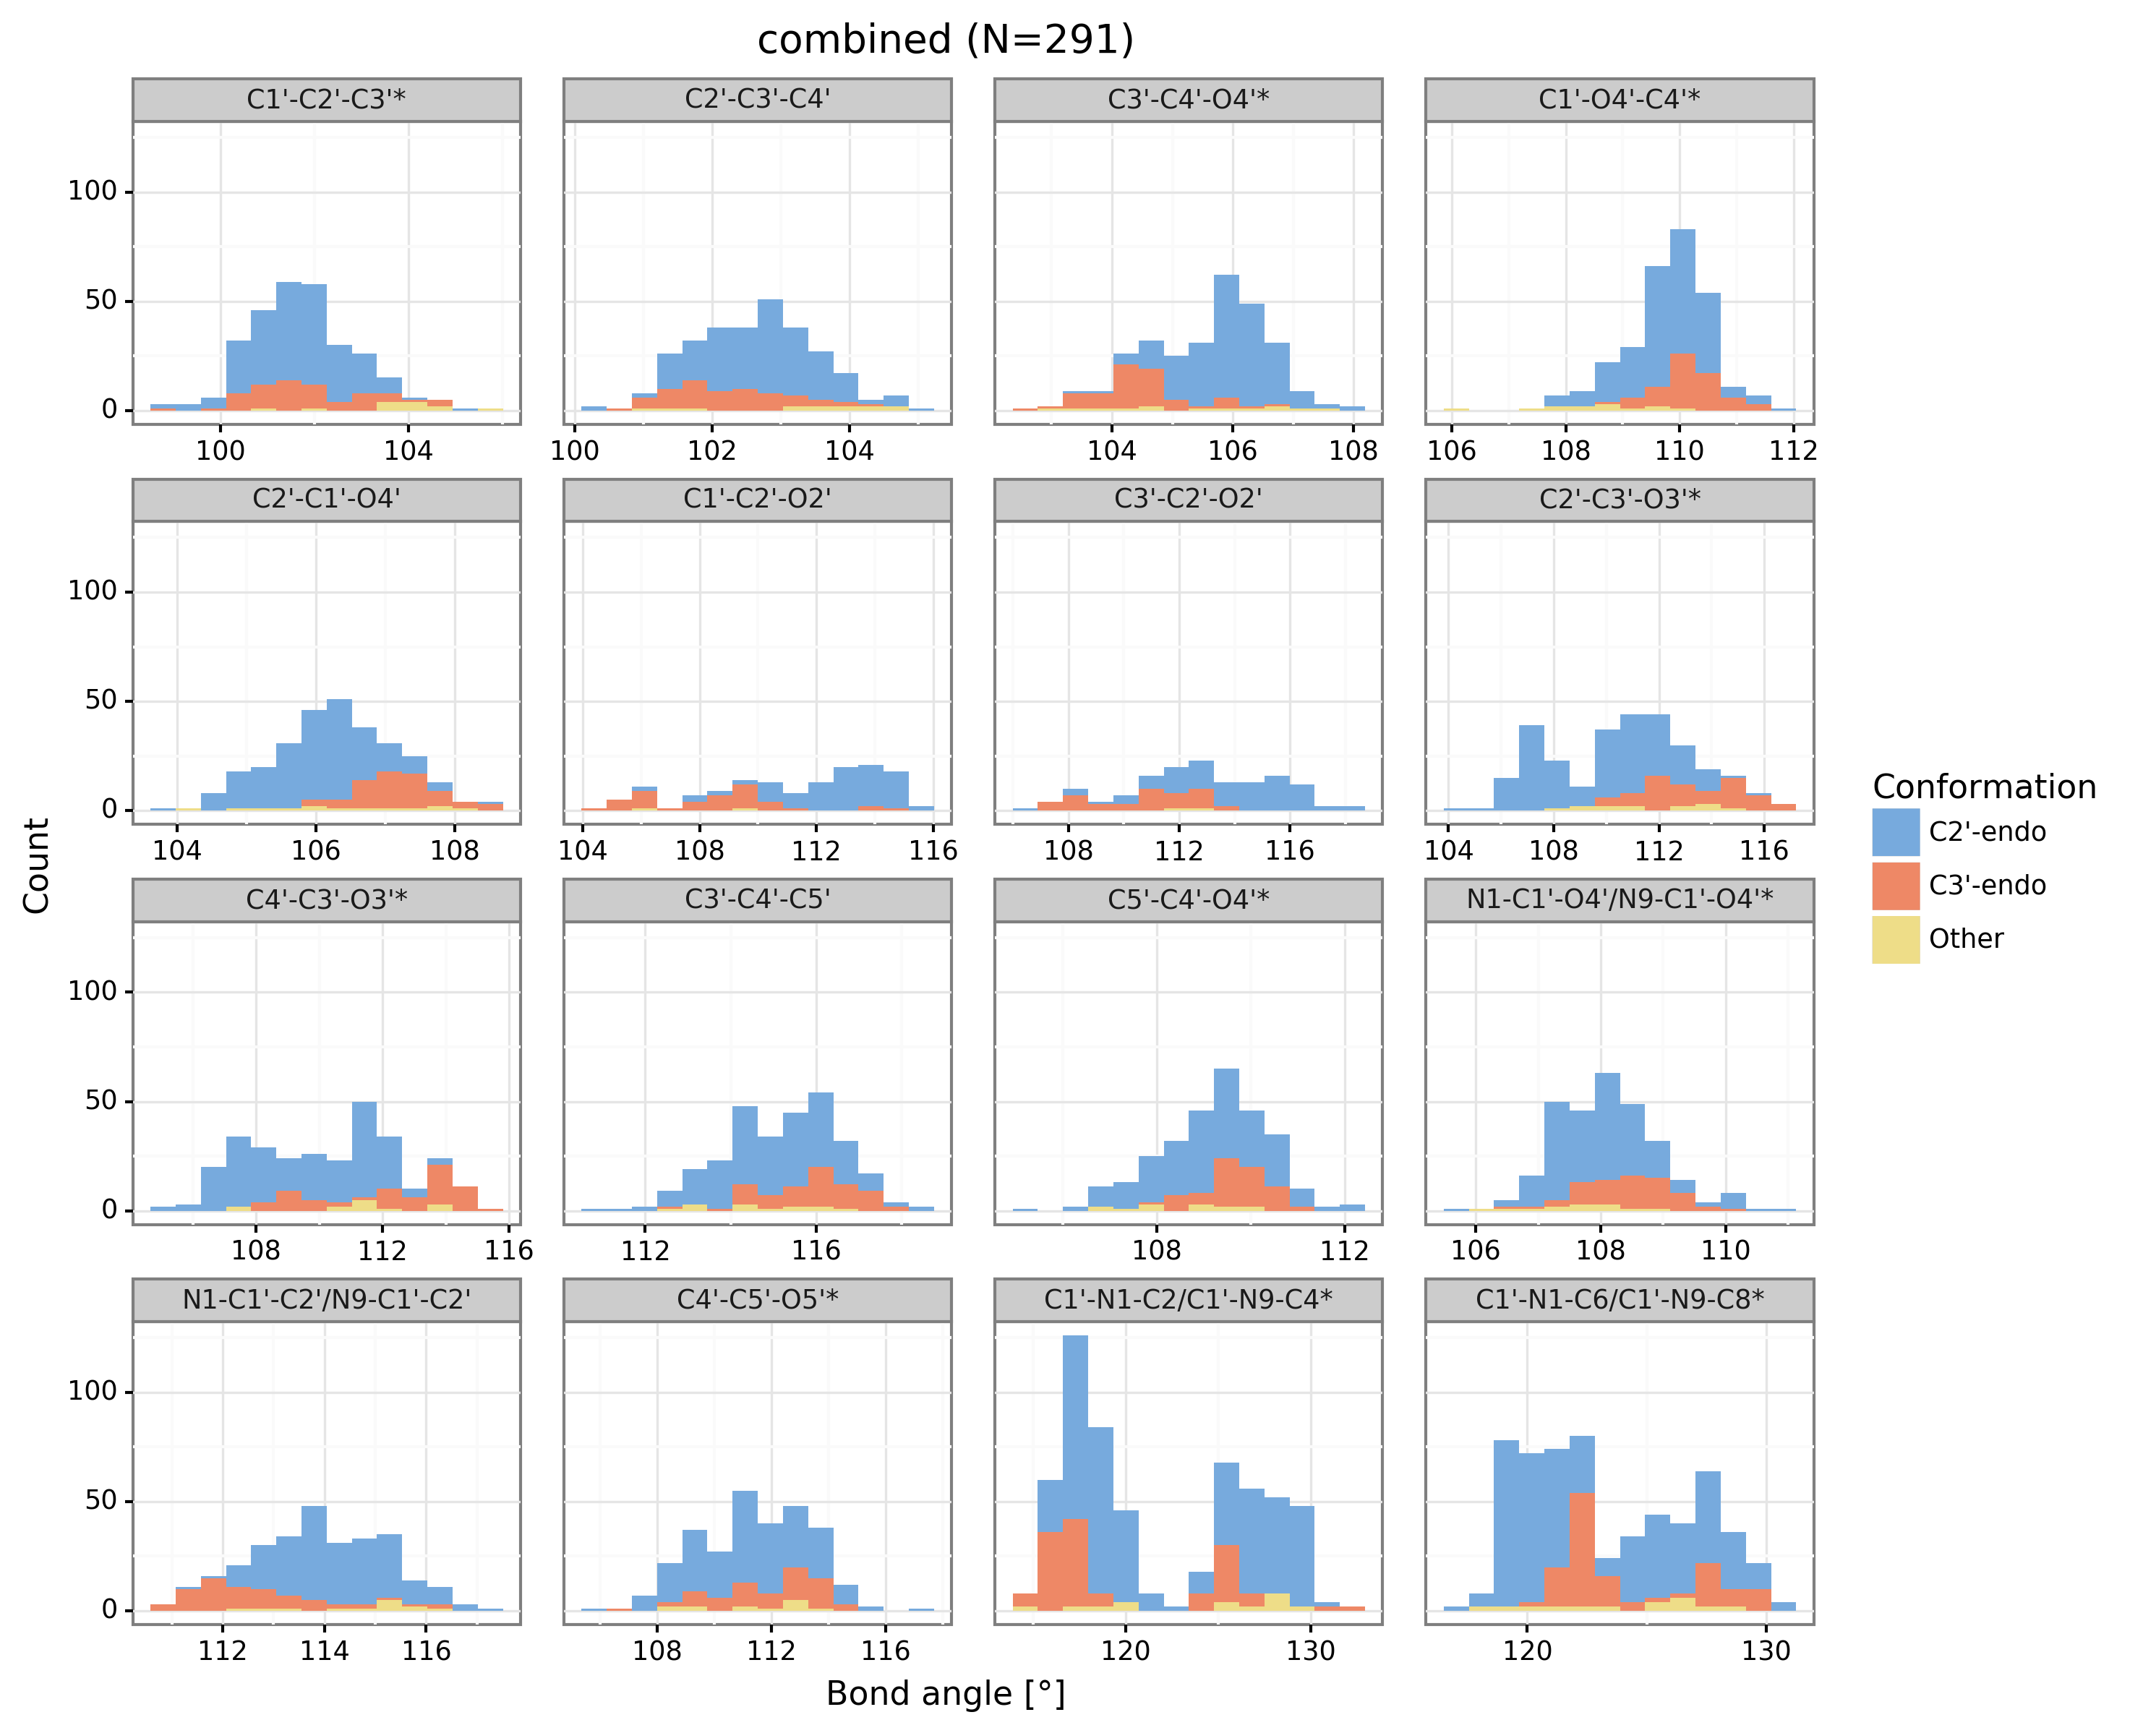 combined (N=291)
C1'-C2'-C3'*
C2'-C3'-C4'
C3'-C4'-O4'*
C1'-O4'-C4'*
100
50
0
100 104
100 102 104
104 106 108
106 108 110 112
C2'-C1'-O4'
C1'-C2'-O2'
C3'-C2'-O2'
C2'-C3'-O3'*
100
50
0
104 106 108
104 108 112 116
108 112 116
104 108 112 116
C4'-C3'-O3'*
C3'-C4'-C5'
C5'-C4'-O4'*
N1-C1'-O4'/N9-C1'-O4'*
100
50
0
108 112 116
112 116
108 112
106 108 110
N1-C1'-C2'/N9-C1'-C2'
C4'-C5'-O5'*
C1'-N1-C2/C1'-N9-C4*
C1'-N1-C6/C1'-N9-C8*
100
50
0
112 114 116
108 112 116
120 130
120 130
Count
Bond angle [°]
Conformation
C2'-endo
C3'-endo
Other